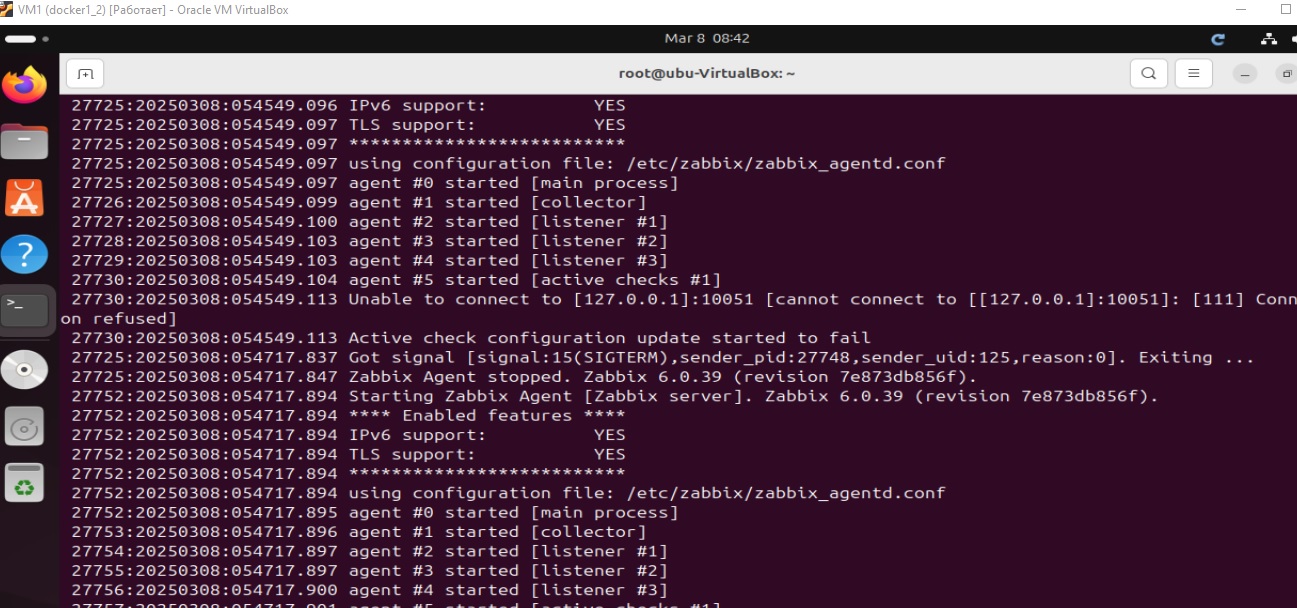 VM1 (docker1_2) [Работает] - Oracle VM VirtualBox
Mar 8 08:42
root@ubu-VirtualBox: ~
27725:20250308:054549.096 IPv6 support: YES
27725:20250308:054549.097 TLS support: YES
27725:20250308:054549.097 **************************
27725:20250308:054549.097 using configuration file: /etc/zabbix/zabbix_agentd.conf
27725:20250308:054549.097 agent #0 started [main process]
27726:20250308:054549.099 agent #1 started [collector]
27727:20250308:054549.100 agent #2 started [listener #1]
27728:20250308:054549.103 agent #3 started [listener #2]
27729:20250308:054549.103 agent #4 started [listener #3]
27730:20250308:054549.104 agent #5 started [active checks #1]
27730:20250308:054549.113 Unable to connect to [127.0.0.1]:10051 [cannot connect to [[127.0.0.1]:10051]: [111] Conn
on refused]
27730:20250308:054549.113 Active check configuration update started to fail
27725:20250308:054717.837 Got signal [signal:15(SIGTERM),sender_pid:27748,sender_uid:125,reason:0]. Exiting ...
27725:20250308:054717.847 Zabbix Agent stopped. Zabbix 6.0.39 (revision 7e873db856f).
27752:20250308:054717.894 Starting Zabbix Agent [Zabbix server]. Zabbix 6.0.39 (revision 7e873db856f).
27752:20250308:054717.894 **** Enabled features ****
27752:20250308:054717.894 IPv6 support: YES
27752:20250308:054717.894 TLS support: YES
27752:20250308:054717.894 **************************
27752:20250308:054717.894 using configuration file: /etc/zabbix/zabbix_agentd.conf
27752:20250308:054717.895 agent #0 started [main process]
27753:20250308:054717.896 agent #1 started [collector]
27754:20250308:054717.897 agent #2 started [listener #1]
27755:20250308:054717.897 agent #3 started [listener #2]
27756:20250308:054717.900 agent #4 started [listener #3]
27757:20250308:054717.901 agent #5 started [active checks #1]